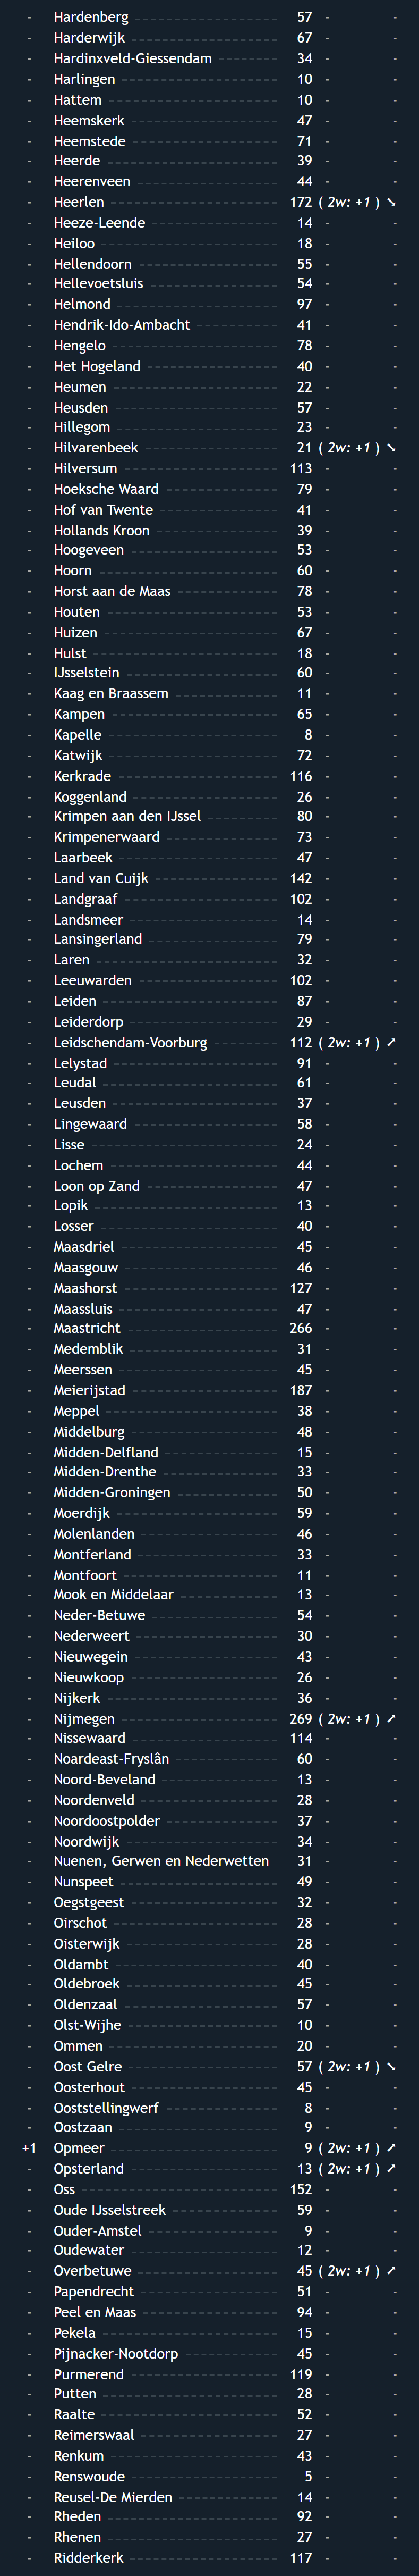 - Hardenberg 57 - -
- Harderwijk 67 - -
- Hardinxveld-Giessendam 34 - -
- Harlingen 10 - -
- Hattem 10 - -
- Heemskerk 47 - -
- Heemstede 71 - -
- Heerde 39 - -
- Heerenveen 44 - -
- Heerlen 172 ( 2w: +1 ) ➘
- Heeze-Leende 14 - -
- Heiloo 18 - -
- Hellendoorn 55 - -
- Hellevoetsluis 54 - -
- Helmond 97 - -
- Hendrik-Ido-Ambacht 41 - -
- Hengelo 78 - -
- Het Hogeland 40 - -
- Heumen 22 - -
- Heusden 57 - -
- Hillegom 23 - -
- Hilvarenbeek 21 ( 2w: +1 ) ➘
- Hilversum 113 - -
- Hoeksche Waard 79 - -
- Hof van Twente 41 - -
- Hollands Kroon 39 - -
- Hoogeveen 53 - -
- Hoorn 60 - -
- Horst aan de Maas 78 - -
- Houten 53 - -
- Huizen 67 - -
- Hulst 18 - -
- IJsselstein 60 - -
- Kaag en Braassem 11 - -
- Kampen 65 - -
- Kapelle 8 - -
- Katwijk 72 - -
- Kerkrade 116 - -
- Koggenland 26 - -
- Krimpen aan den IJssel 80 - -
- Krimpenerwaard 73 - -
- Laarbeek 47 - -
- Land van Cuijk 142 - -
- Landgraaf 102 - -
- Landsmeer 14 - -
- Lansingerland 79 - -
- Laren 32 - -
- Leeuwarden 102 - -
- Leiden 87 - -
- Leiderdorp 29 - -
- Leidschendam-Voorburg 112 ( 2w: +1 ) ➚
- Lelystad 91 - -
- Leudal 61 - -
- Leusden 37 - -
- Lingewaard 58 - -
- Lisse 24 - -
- Lochem 44 - -
- Loon op Zand 47 - -
- Lopik 13 - -
- Losser 40 - -
- Maasdriel 45 - -
- Maasgouw 46 - -
- Maashorst 127 - -
- Maassluis 47 - -
- Maastricht 266 - -
- Medemblik 31 - -
- Meerssen 45 - -
- Meierijstad 187 - -
- Meppel 38 - -
- Middelburg 48 - -
- Midden-Delfland 15 - -
- Midden-Drenthe 33 - -
- Midden-Groningen 50 - -
- Moerdijk 59 - -
- Molenlanden 46 - -
- Montferland 33 - -
- Montfoort 11 - -
- Mook en Middelaar 13 - -
- Neder-Betuwe 54 - -
- Nederweert 30 - -
- Nieuwegein 43 - -
- Nieuwkoop 26 - -
- Nijkerk 36 - -
- Nijmegen 269 ( 2w: +1 ) ➚
- Nissewaard 114 - -
- Noardeast-Fryslân 60 - -
- Noord-Beveland 13 - -
- Noordenveld 28 - -
- Noordoostpolder 37 - -
- Noordwijk 34 - -
- Nuenen, Gerwen en Nederwetten 31 - -
- Nunspeet 49 - -
- Oegstgeest 32 - -
- Oirschot 28 - -
- Oisterwijk 28 - -
- Oldambt 40 - -
- Oldebroek 45 - -
- Oldenzaal 57 - -
- Olst-Wijhe 10 - -
- Ommen 20 - -
- Oost Gelre 57 ( 2w: +1 ) ➘
- Oosterhout 45 - -
- Ooststellingwerf 8 - -
- Oostzaan 9 - -
+1 Opmeer 9 ( 2w: +1 ) ➚
- Opsterland 13 ( 2w: +1 ) ➚
- Oss 152 - -
- Oude IJsselstreek 59 - -
- Ouder-Amstel 9 - -
- Oudewater 12 - -
- Overbetuwe 45 ( 2w: +1 ) ➚
- Papendrecht 51 - -
- Peel en Maas 94 - -
- Pekela 15 - -
- Pijnacker-Nootdorp 45 - -
- Purmerend 119 - -
- Putten 28 - -
- Raalte 52 - -
- Reimerswaal 27 - -
- Renkum 43 - -
- Renswoude 5 - -
- Reusel-De Mierden 14 - -
- Rheden 92 - -
- Rhenen 27 - -
- Ridderkerk 117 - -